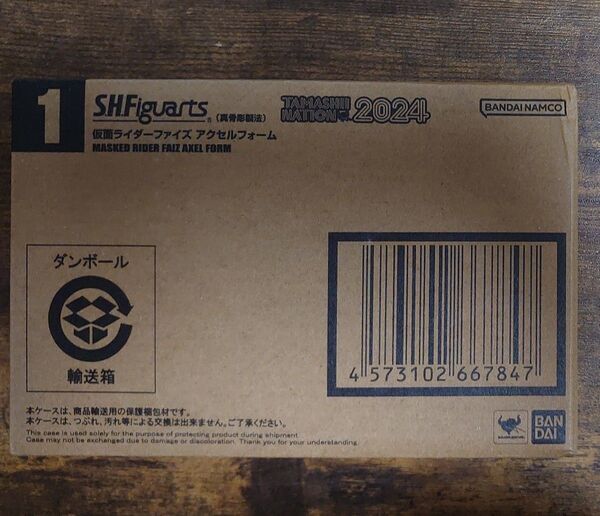 1
S.H.Figuarts
(真骨彫製法)
TAMASHII NATION 2024
BANDAI NAMCO
仮面ライダーファイズ アクセルフォーム
MASKED RIDER FAIZ AXEL FORM
ダンボール
輸送箱
4 573102 667847
本ケースは、商品輸送用の保護梱包材です。
本ケースは、つぶれ、汚れ等による交換は出来ません。ご了承ください。
This case is used solely for the purpose of protecting product during shipment.
Case may not be exchanged due to damage or discoloration. Thank you for your understanding.
BAN
DAI